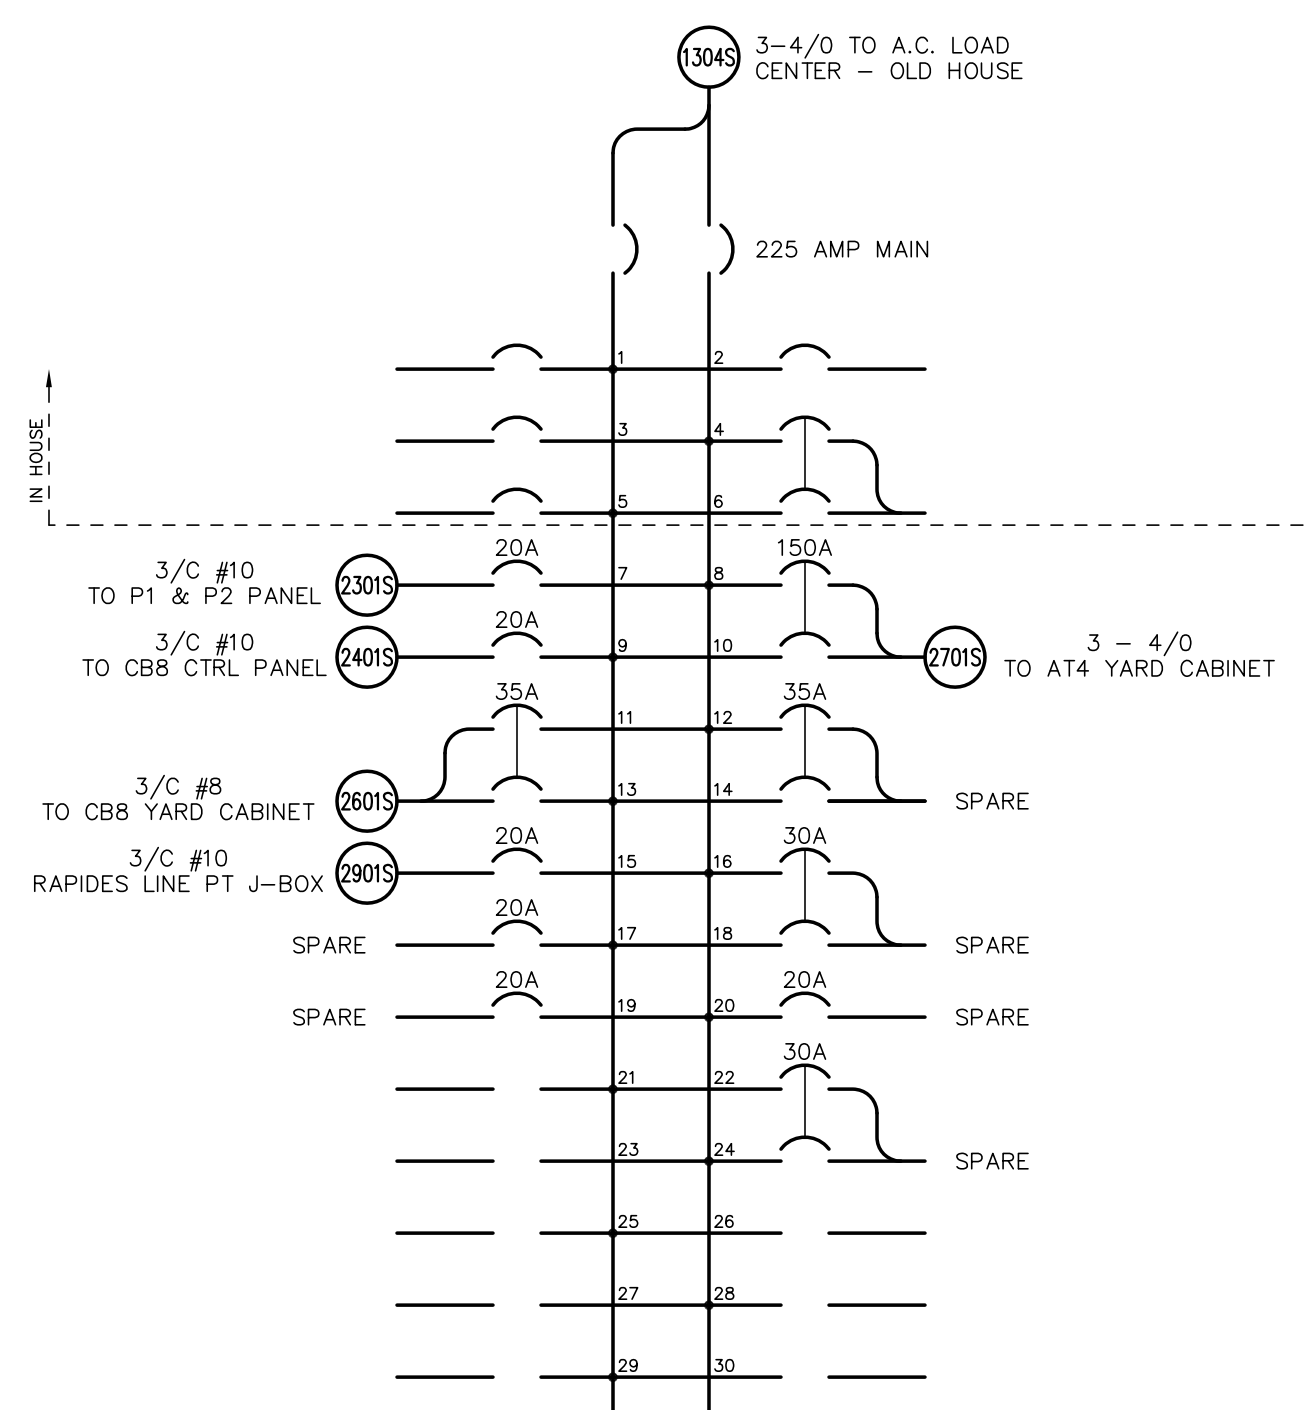 1304S
3-4/0 TO A.C. LOAD
CENTER - OLD HOUSE
225 AMP MAIN
1 2
3 4
5 6
IN HOUSE
20A 150A
3/C #10
TO P1 & P2 PANEL
2301S
7 8
20A
3/C #10
TO CB8 CTRL PANEL
2401S
9 10
2701S
3 - 4/0
TO AT4 YARD CABINET
35A 35A
11 12
3/C #8
TO CB8 YARD CABINET
2601S
13 14
SPARE
20A 30A
3/C #10
RAPIDES LINE PT J-BOX
2901S
15 16
20A
SPARE 17 18 SPARE
20A 20A
SPARE 19 20 SPARE
30A
21 22
23 24 SPARE
25 26
27 28
29 30